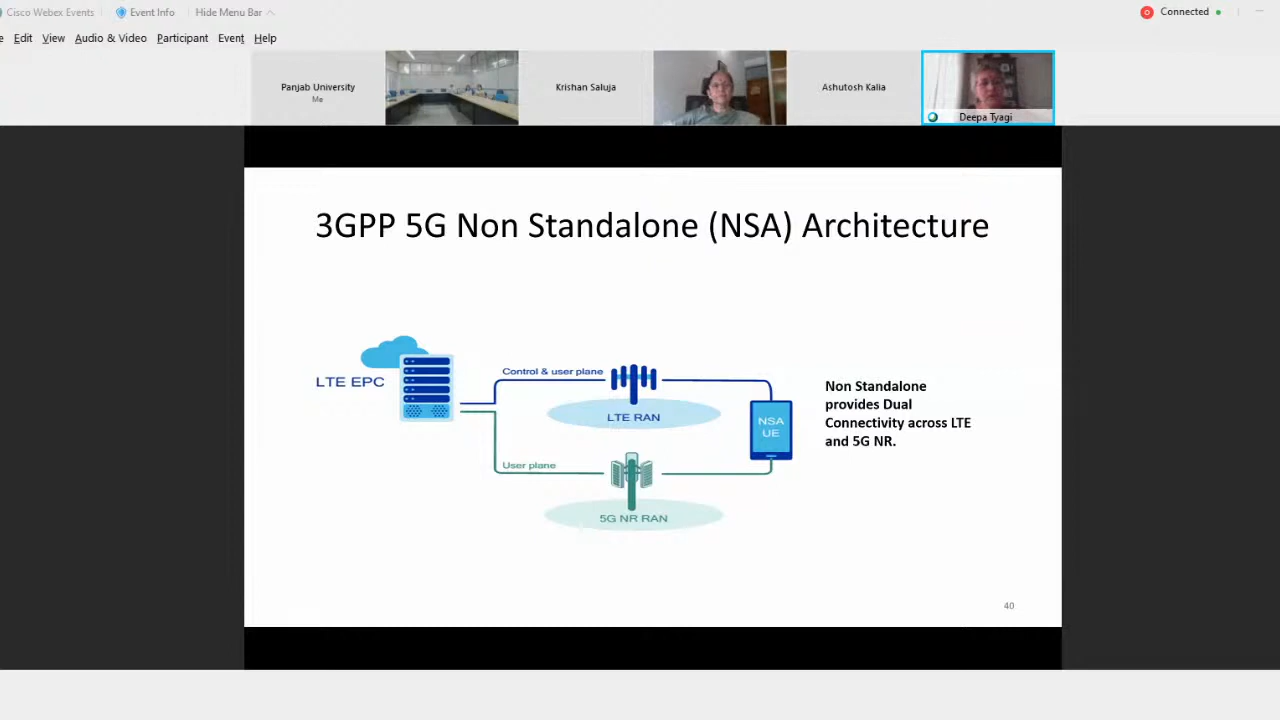 Cisco Webex Events
Event Info
Hide Menu Bar
Connected
Edit View Audio & Video Participant Event Help
Panjab University
Me
Krishan Saluja
Ashutosh Kalia
Deepa Tyagi
3GPP 5G Non Standalone (NSA) Architecture
LTE EPC
Control & user plane
LTE RAN
NSA
UE
User plane
5G NR RAN
Non Standalone
provides Dual
Connectivity across LTE
and 5G NR.
40